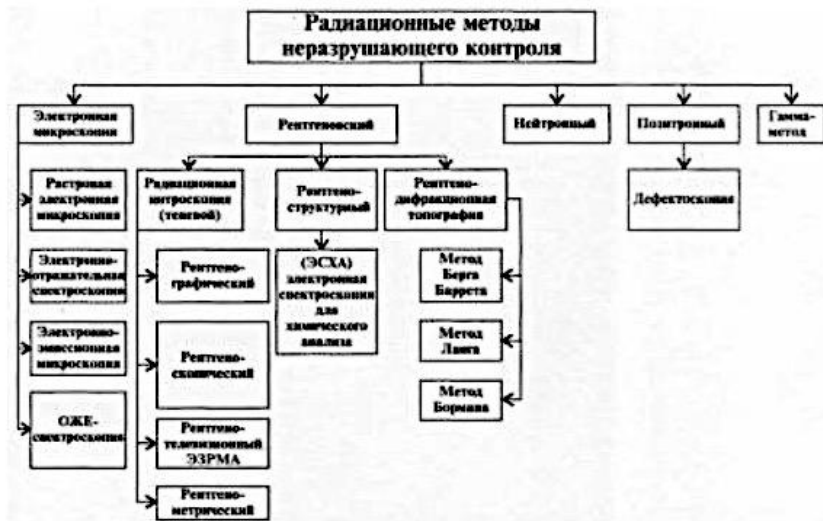 Радиационные методы
неразрушающего контроля
Электронная
микроскопия
Рентгеновский
Нейтронный
Позитронный
Гамма-
метод
Растровая
электронная
микроскопия
Радиационная
интроскопия
(теневой)
Рентгено-
структурный
Рентгено-
дифракционная
топография
Дефектоскопия
Электронно-
отражательная
спектроскопия
Рентгено-
графический
(ЭСХА)
электронная
спектроскопия
для
химического
анализа
Метод
Берга
Баррета
Электронно-
эмиссионная
микроскопия
Рентгено-
скопический
Метод
Ланга
Метод
Бормана
ОЖЕ-
спектроскопия
Рентгено-
телевизионный
ЭЗРМА
Рентгено-
метрический